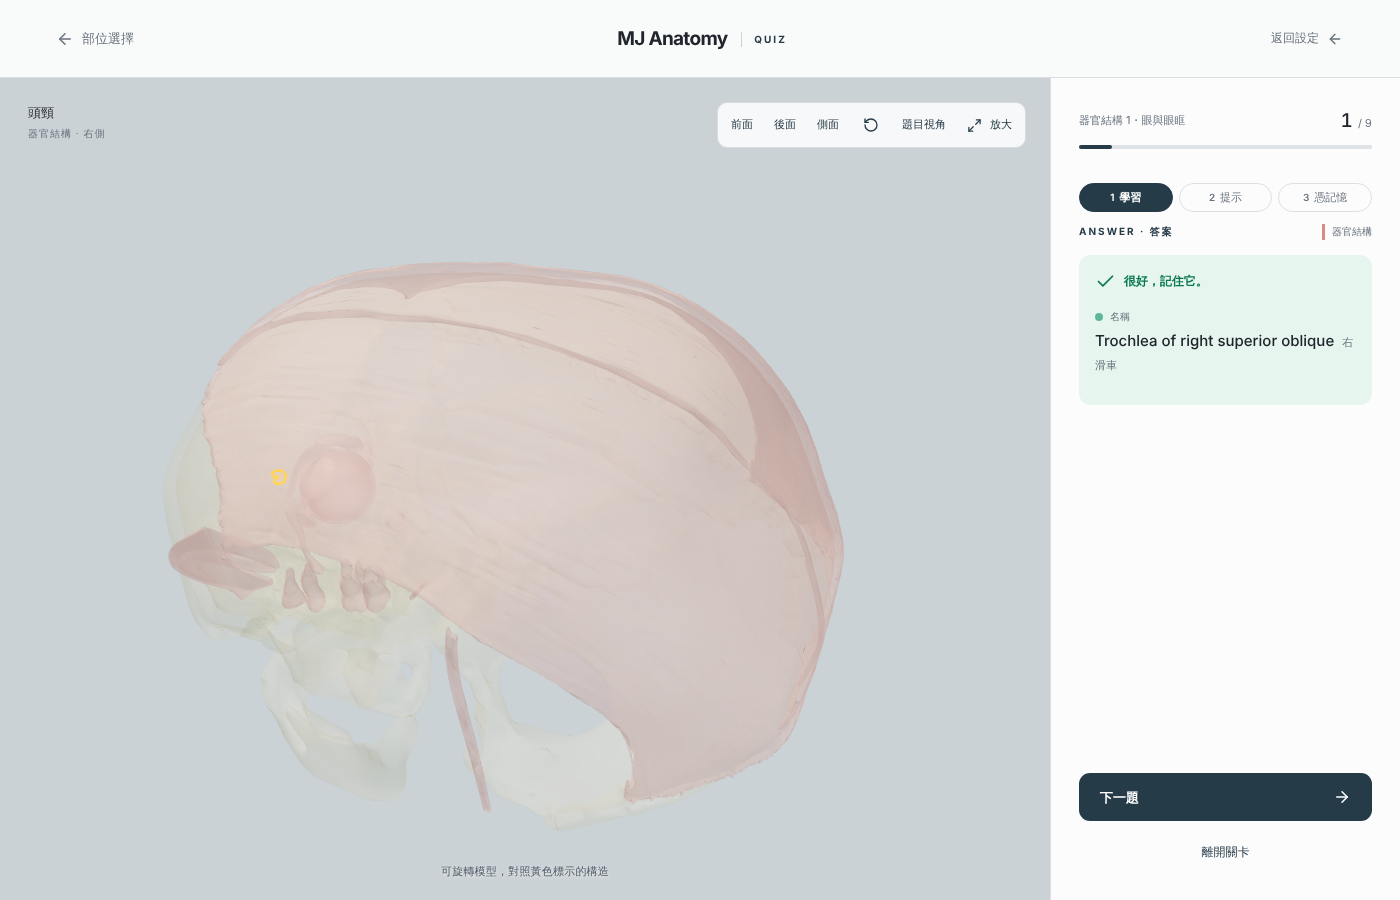 部位選擇
MJ Anatomy
QUIZ
返回設定
頭頸
器官結構 · 右側
前面
後面
側面
題目視角
放大
器官結構 1 · 眼與眼眶
1 / 9
1 學習
2 提示
3 憑記憶
ANSWER · 答案
器官結構
很好，記住它。
名稱
Trochlea of right superior oblique 右
滑車
下一題
離開關卡
可旋轉模型，對照黃色標示的構造